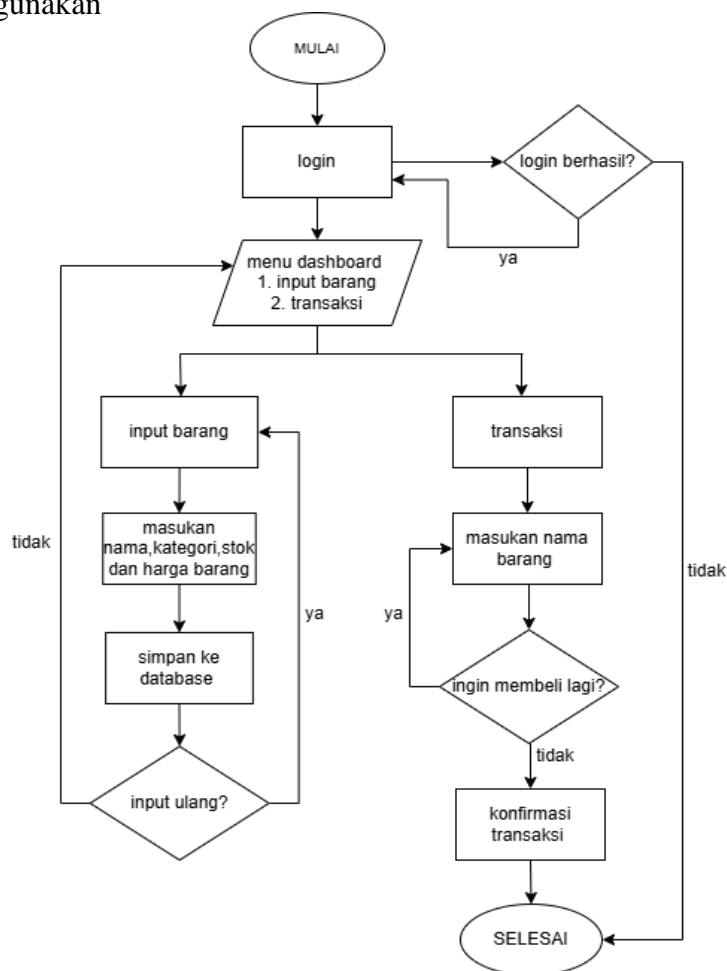 MULAI
login
login berhasil?
ya
menu dashboard
1. input barang
2. transaksi
input barang
transaksi
masukan
nama,kategori,stok
dan harga barang
masukan nama
barang
tidak
ya
ya
tidak
simpan ke
database
ingin membeli lagi?
tidak
input ulang?
konfirmasi
transaksi
SELESAI